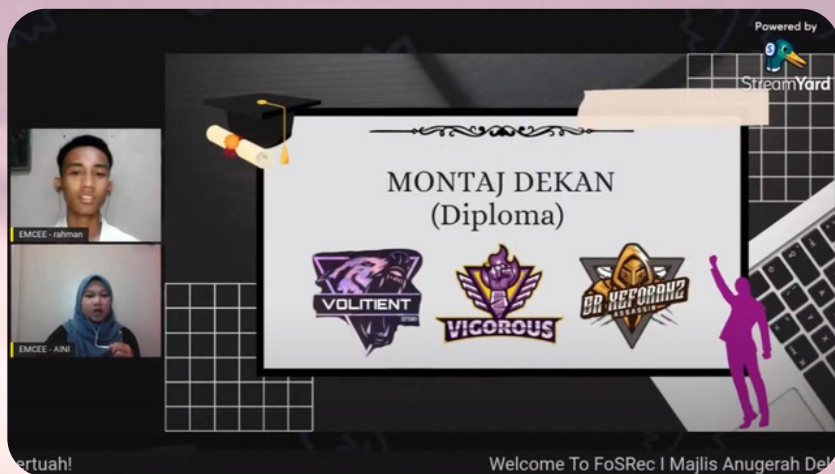 Powered by
StreamYard
MONTAJ DEKAN
(Diploma)
VOLITIENT
VIGOROUS
ASSASSIN
EMCEE - rahman
EMCEE - AINI
ertuah!
Welcome To FoSRec I Majlis Anugerah Dek